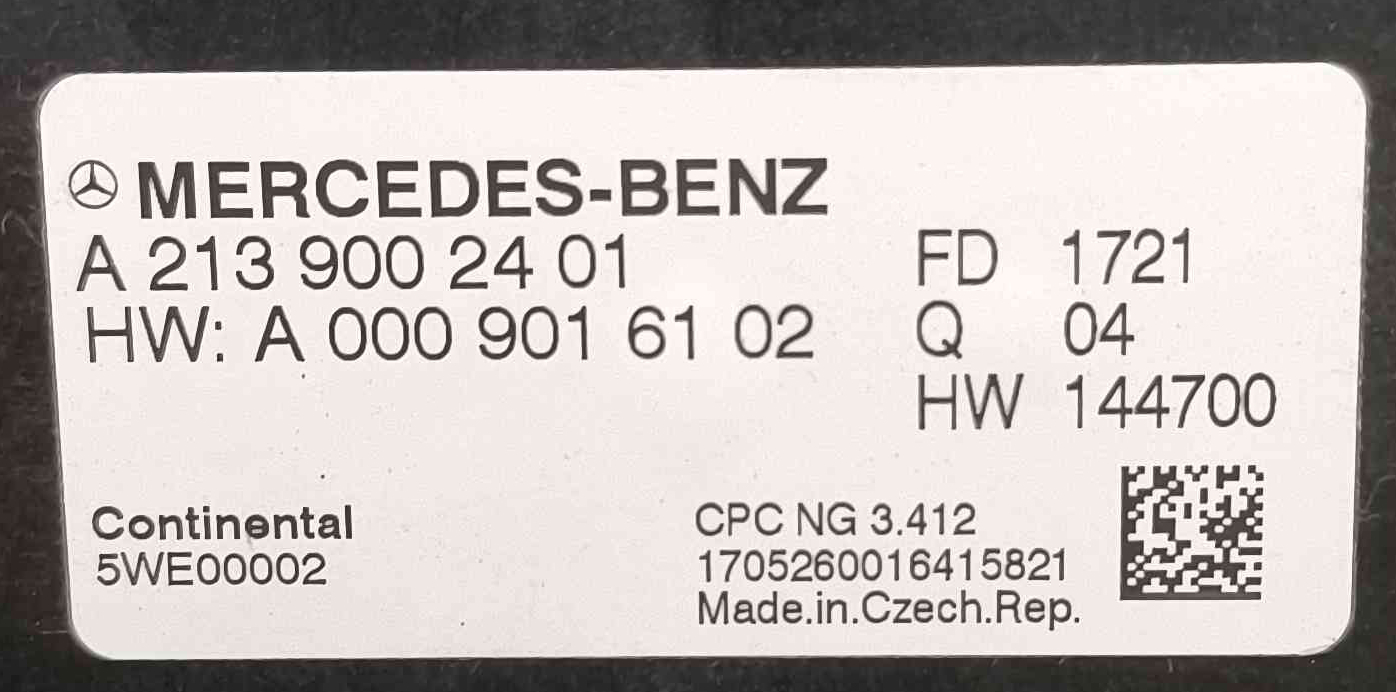 MERCEDES-BENZ
A 213 900 24 01
HW: A 000 901 61 02
FD 1721
Q 04
HW 144700
Continental
5WE00002
CPC NG 3.412
1705260016415821
Made.in.Czech.Rep.